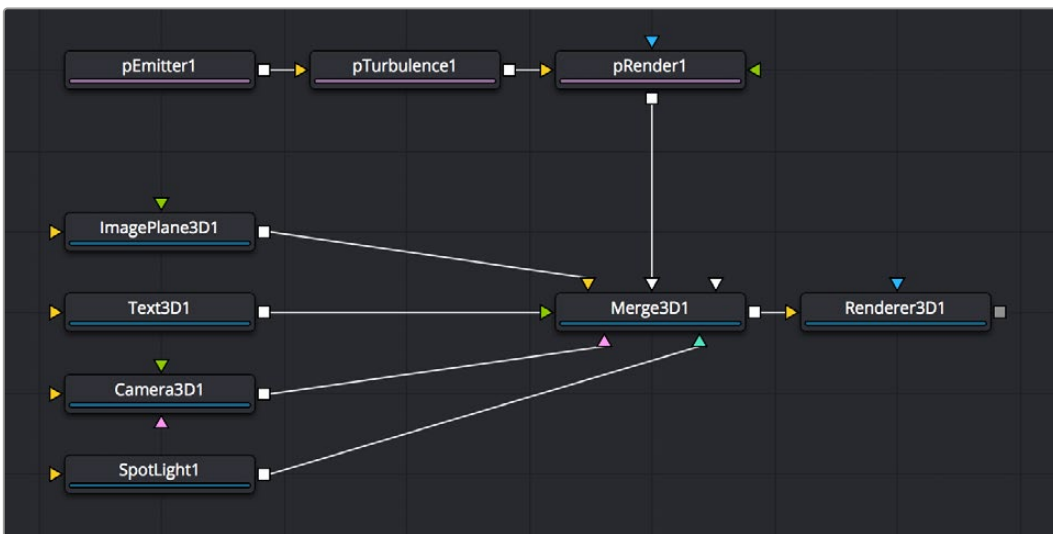 pEmitter1 pTurbulence1 pRender1
ImagePlane3D1
Text3D1 Merge3D1 Renderer3D1
Camera3D1
SpotLight1